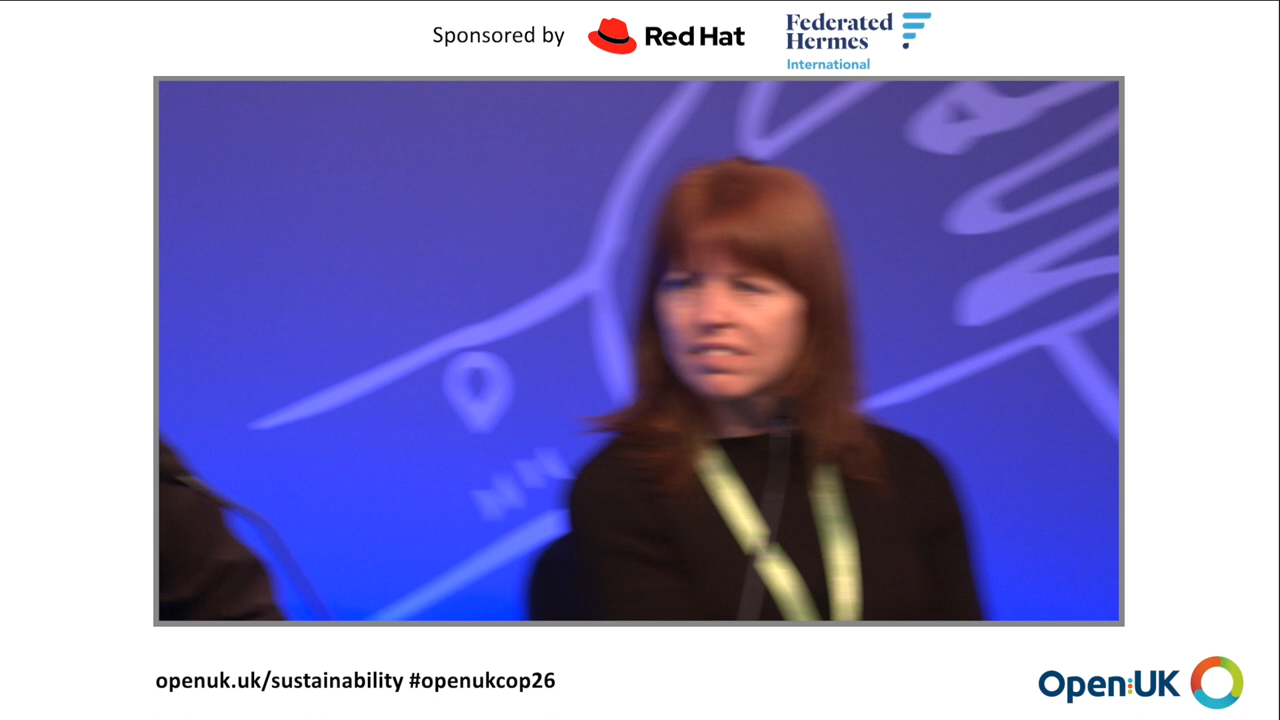 Sponsored by
Red Hat
Federated
Hermes
International
openuk.uk/sustainability #openukcop26
Open:UK